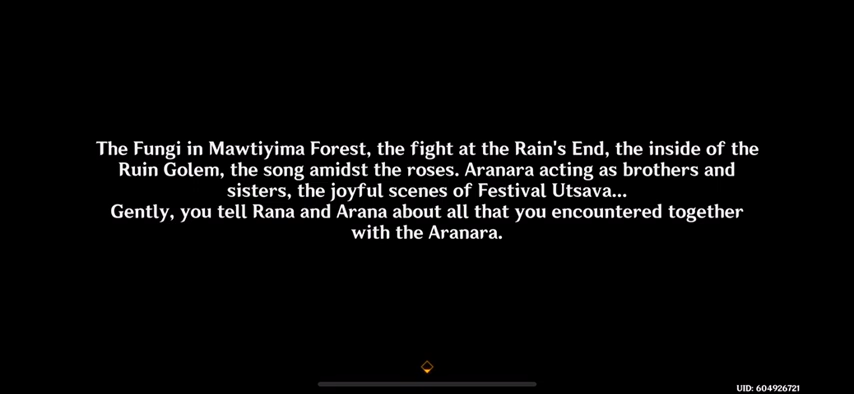 The Fungi in Mawtiyima Forest, the fight at the Rain's End, the inside of the
Ruin Golem, the song amidst the roses. Aranara acting as brothers and
sisters, the joyful scenes of Festival Utsava...
Gently, you tell Rana and Arana about all that you encountered together
with the Aranara.
UID: 604926721